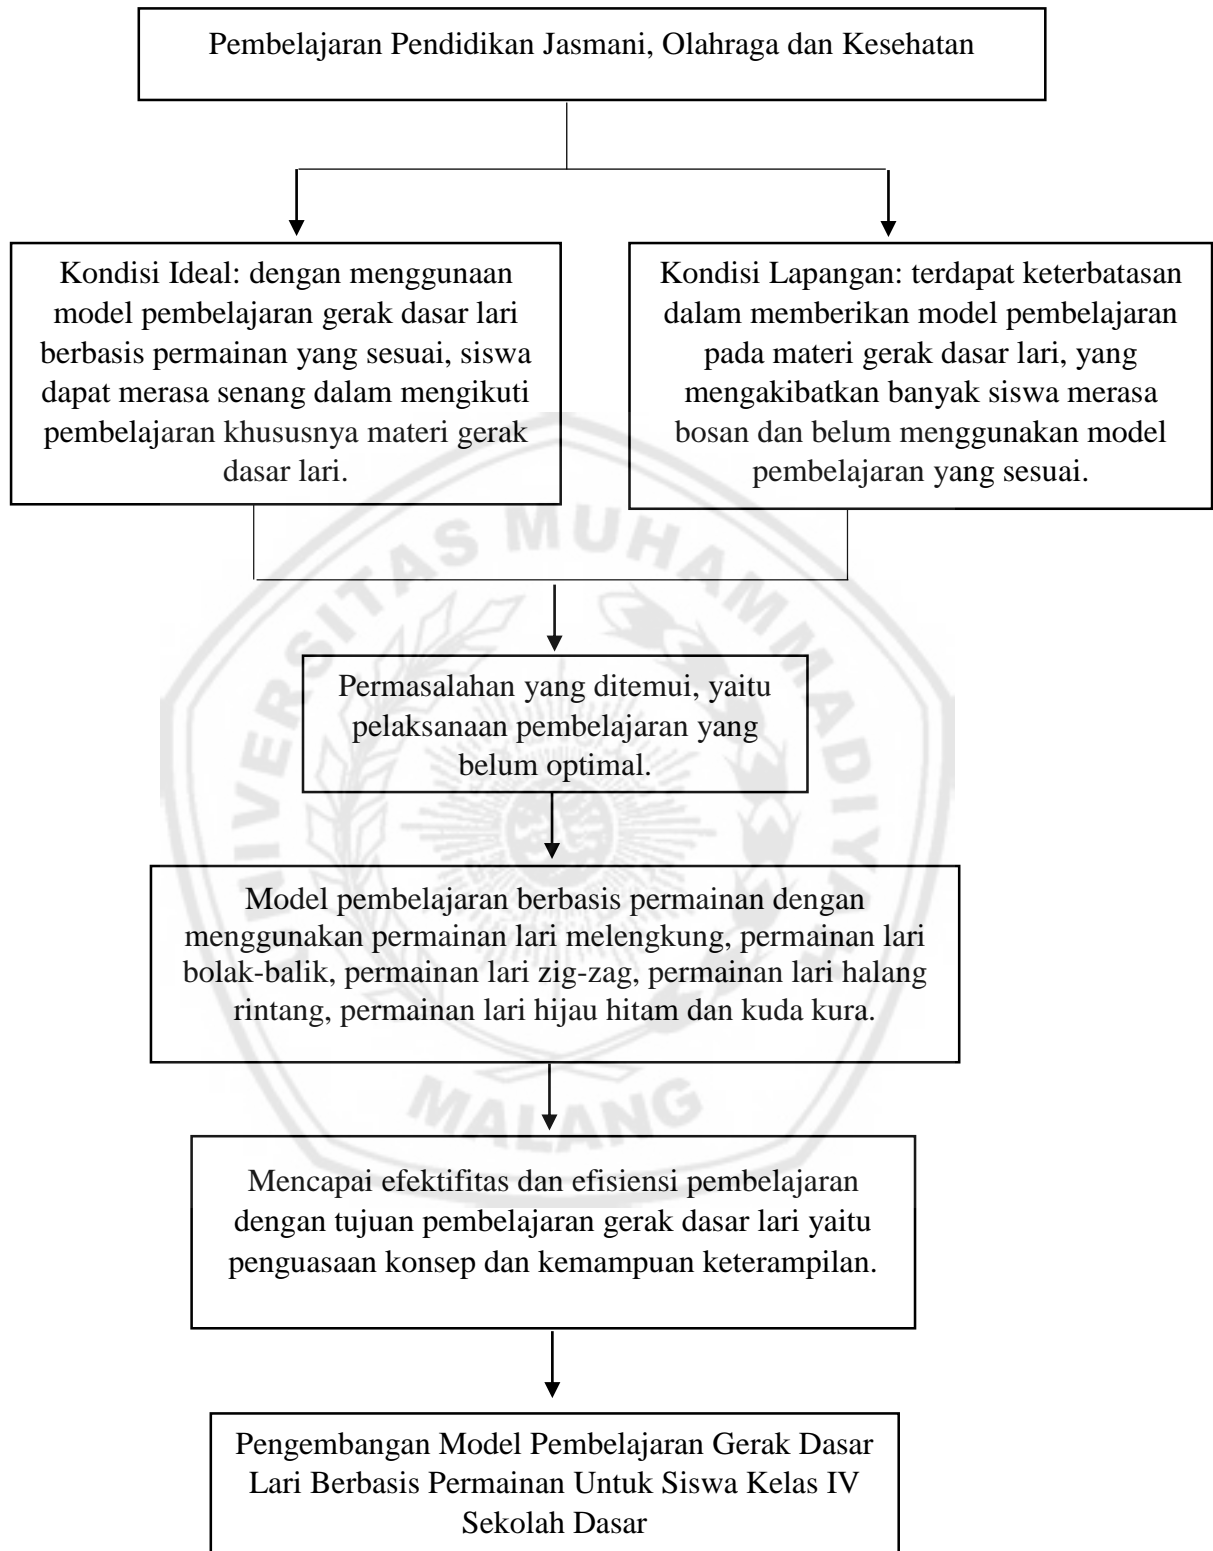 Pembelajaran Pendidikan Jasmani, Olahraga dan Kesehatan
Kondisi Ideal: dengan menggunaan
model pembelajaran gerak dasar lari
berbasis permainan yang sesuai, siswa
dapat merasa senang dalam mengikuti
pembelajaran khususnya materi gerak
dasar lari.
Kondisi Lapangan: terdapat keterbatasan
dalam memberikan model pembelajaran
pada materi gerak dasar lari, yang
mengakibatkan banyak siswa merasa
bosan dan belum menggunakan model
pembelajaran yang sesuai.
Permasalahan yang ditemui, yaitu
pelaksanaan pembelajaran yang
belum optimal.
Model pembelajaran berbasis permainan dengan
menggunakan permainan lari melengkung, permainan lari
bolak-balik, permainan lari zig-zag, permainan lari halang
rintang, permainan lari hijau hitam dan kuda kura.
Mencapai efektifitas dan efisiensi pembelajaran
dengan tujuan pembelajaran gerak dasar lari yaitu
penguasaan konsep dan kemampuan keterampilan.
Pengembangan Model Pembelajaran Gerak Dasar
Lari Berbasis Permainan Untuk Siswa Kelas IV
Sekolah Dasar
UNIVERSITAS MUHAMMADIYAH
MALANG